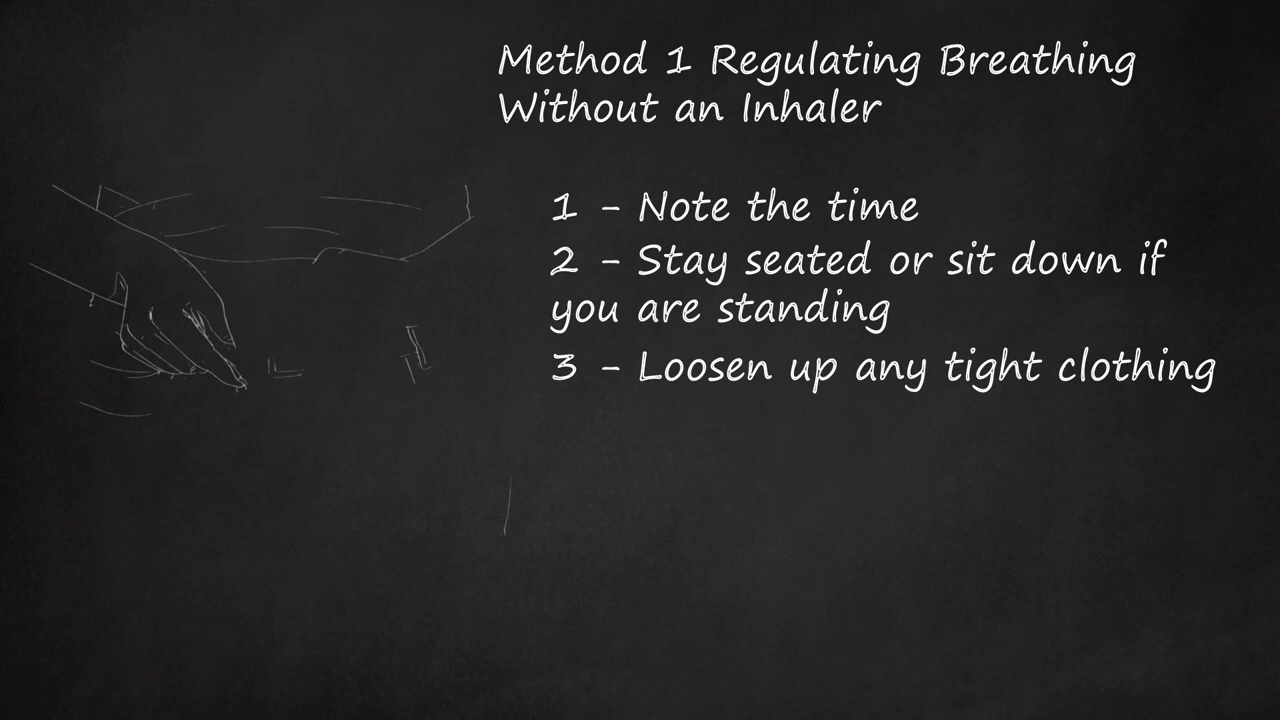 Method 1 Regulating Breathing
Without an Inhaler
1 - Note the time
2 - Stay seated or sit down if
you are standing
3 - Loosen up any tight clothing